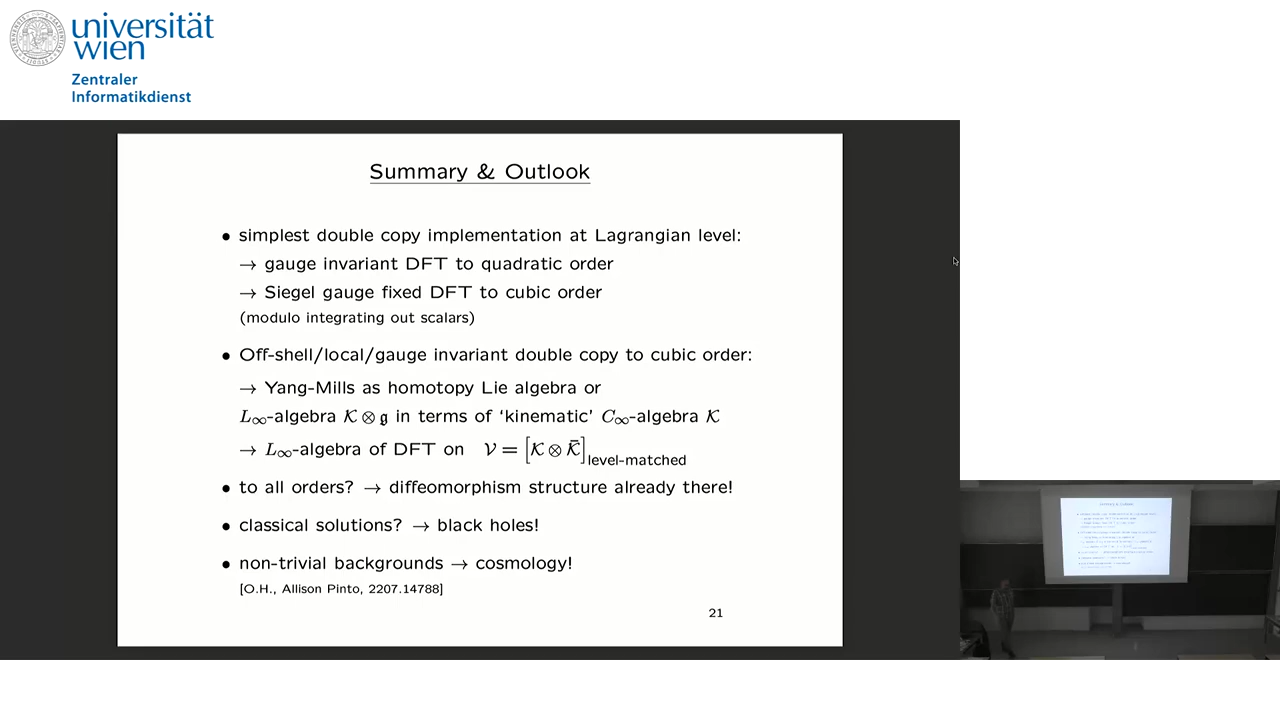 universität
wien
Zentraler
Informatikdienst
Summary & Outlook
• simplest double copy implementation at Lagrangian level:
→ gauge invariant DFT to quadratic order
→ Siegel gauge fixed DFT to cubic order
(modulo integrating out scalars)
• Off-shell/local/gauge invariant double copy to cubic order:
→ Yang-Mills as homotopy Lie algebra or
L∞-algebra 𝒦 ⊗ 𝔤 in terms of ‘kinematic’ C∞-algebra 𝒦
→ L∞-algebra of DFT on 𝒱 = [𝒦 ⊗ 𝒦̄]level-matched
• to all orders? → diffeomorphism structure already there!
• classical solutions? → black holes!
• non-trivial backgrounds → cosmology!
[O.H., Allison Pinto, 2207.14788]
21